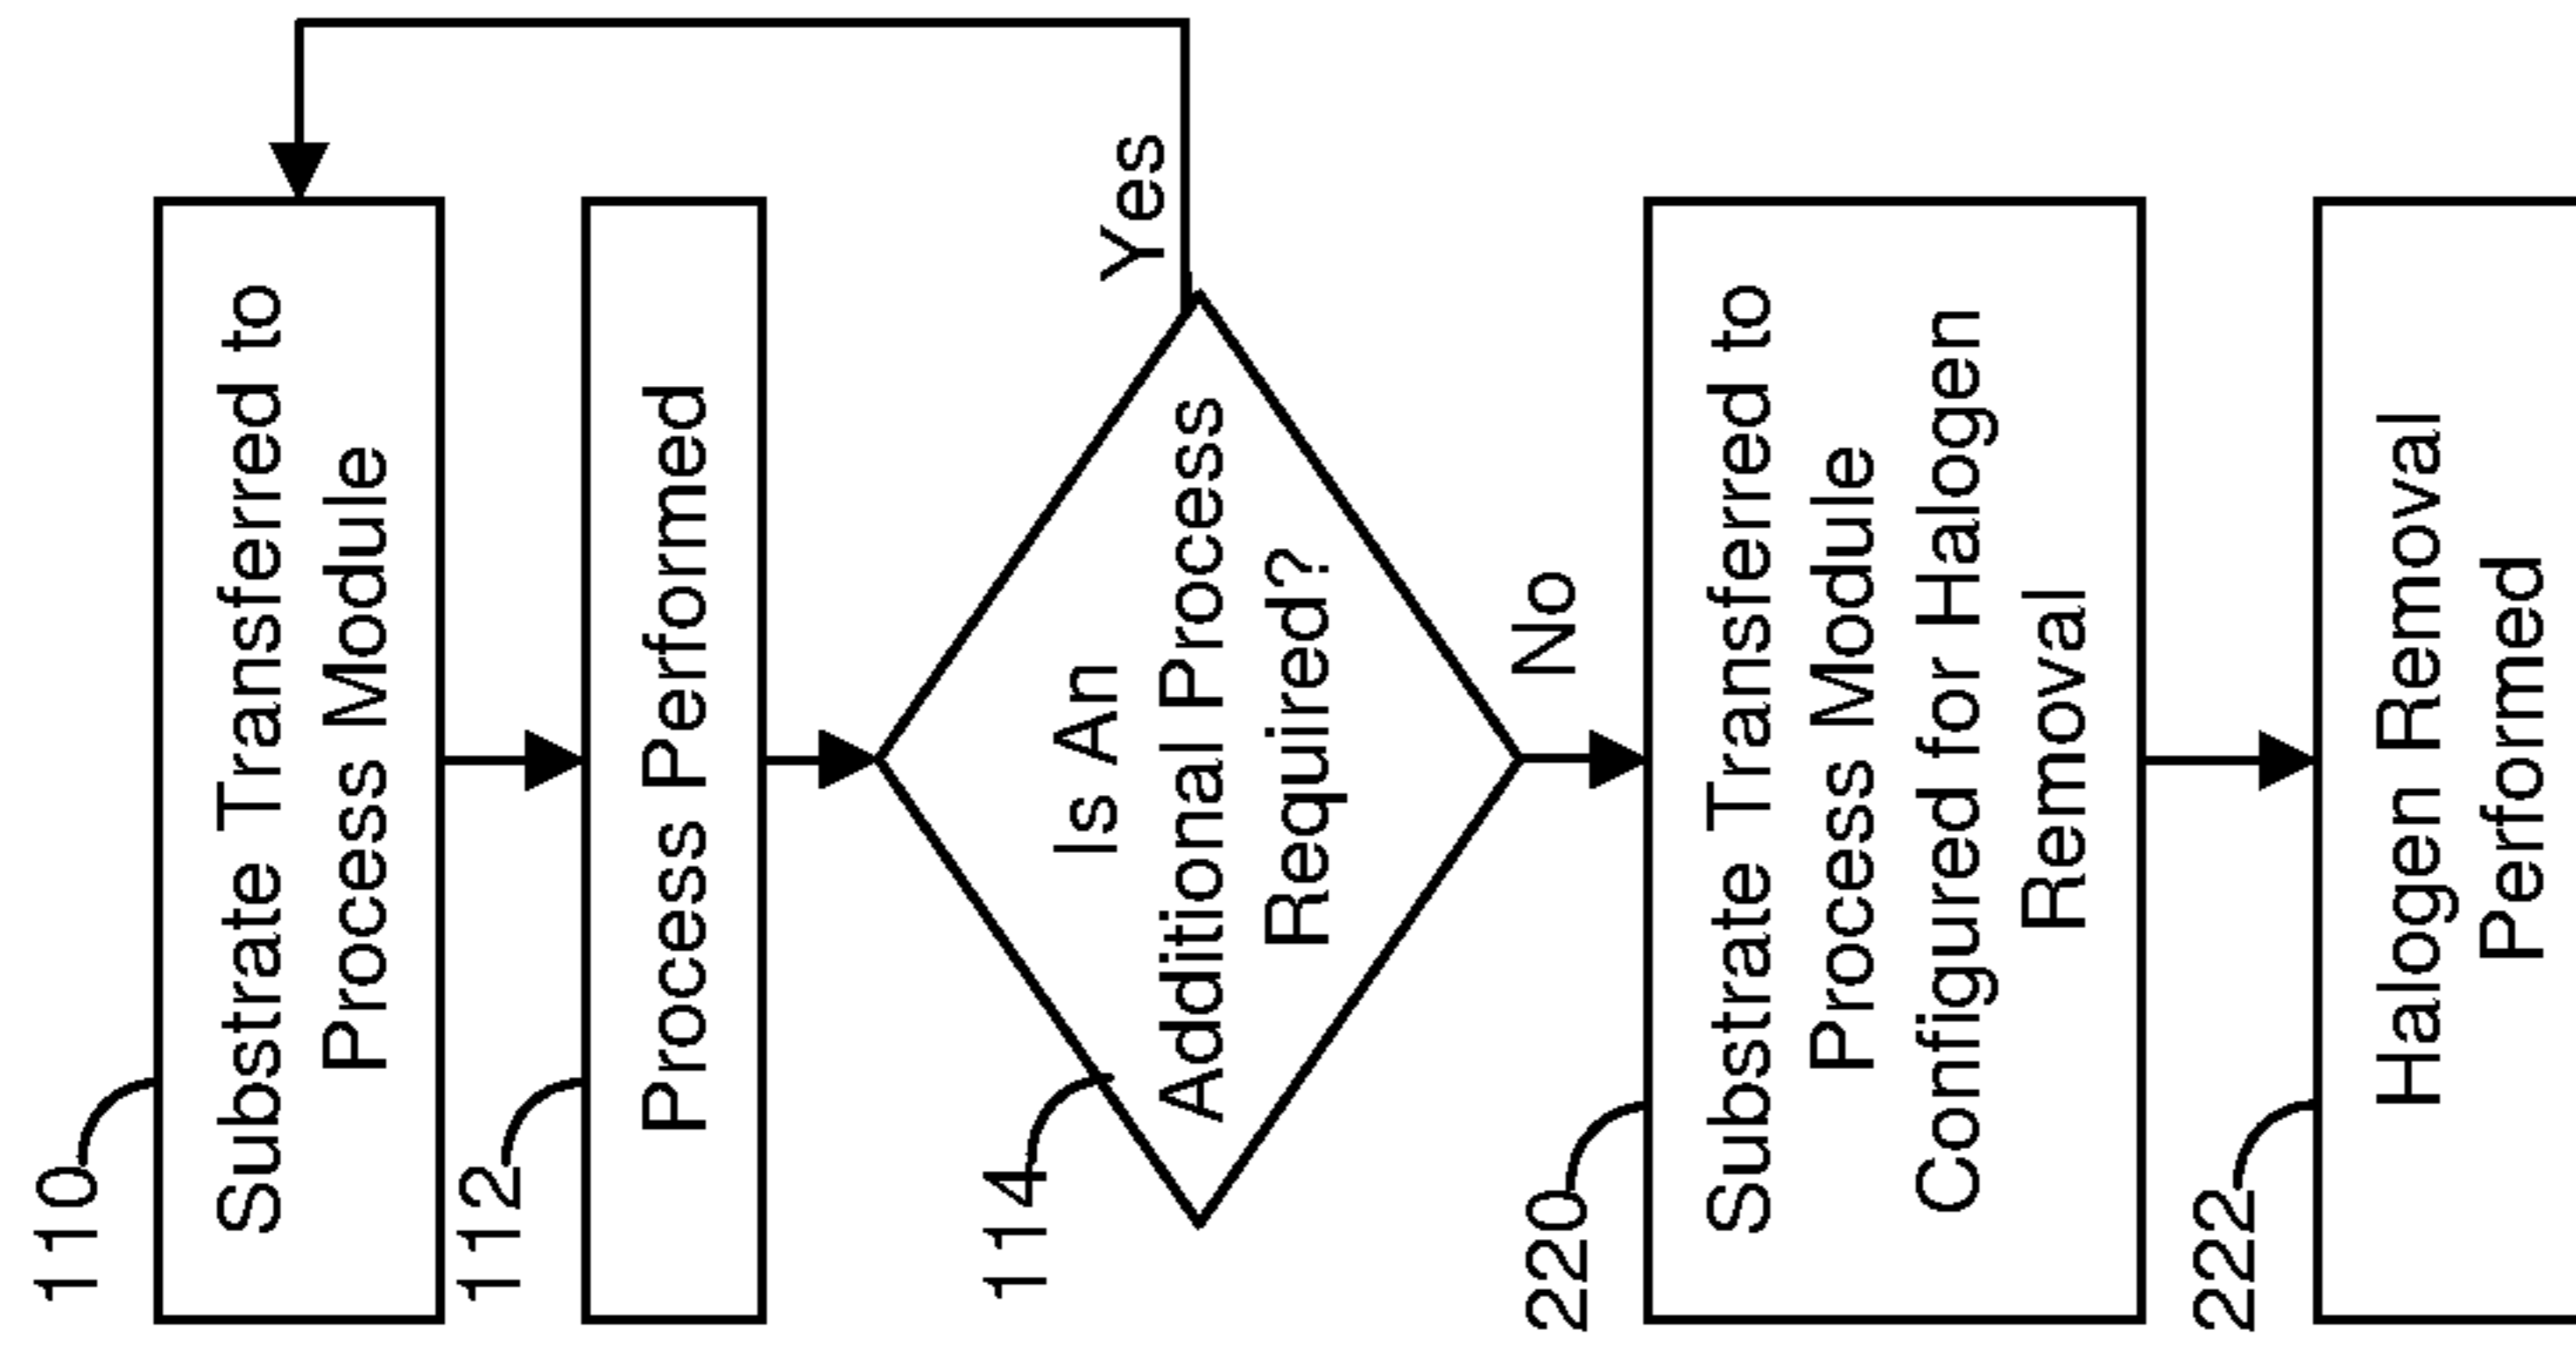 110
Substrate Transferred to
Process Module
112
Process Performed
114
Is An
Additional Process
Required?
Yes
No
220
Substrate Transferred to
Process Module
Configured for Halogen
Removal
222
Halogen Removal
Performed